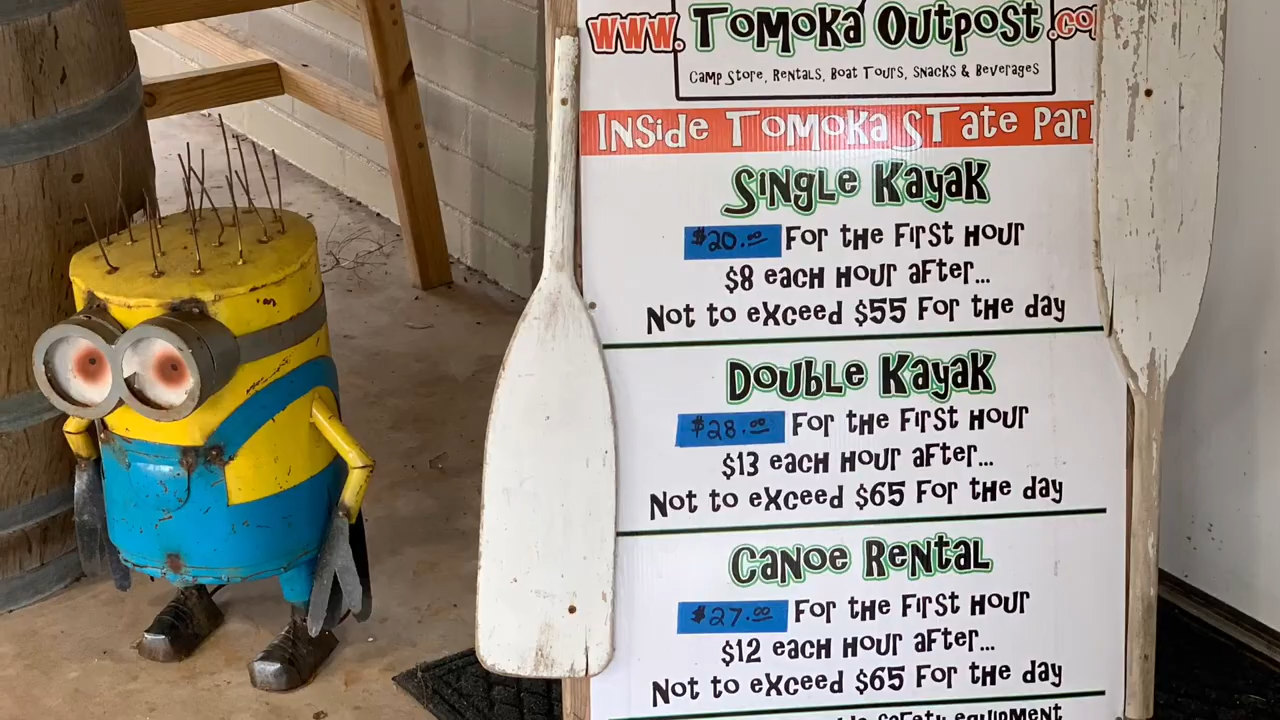 www. Tomoka Outpost .co
Camp Store, Rentals, Boat Tours, Snacks & Beverages
Inside Tomoka State Par
Single Kayak
$20.00 For the First Hour
$8 each Hour after...
Not to exceed $55 For the day
Double Kayak
$28.00 For the First Hour
$13 each Hour after...
Not to exceed $65 For the day
Canoe Rental
$27.00 For the First Hour
$12 each Hour after...
Not to exceed $65 For the day
safety equipment